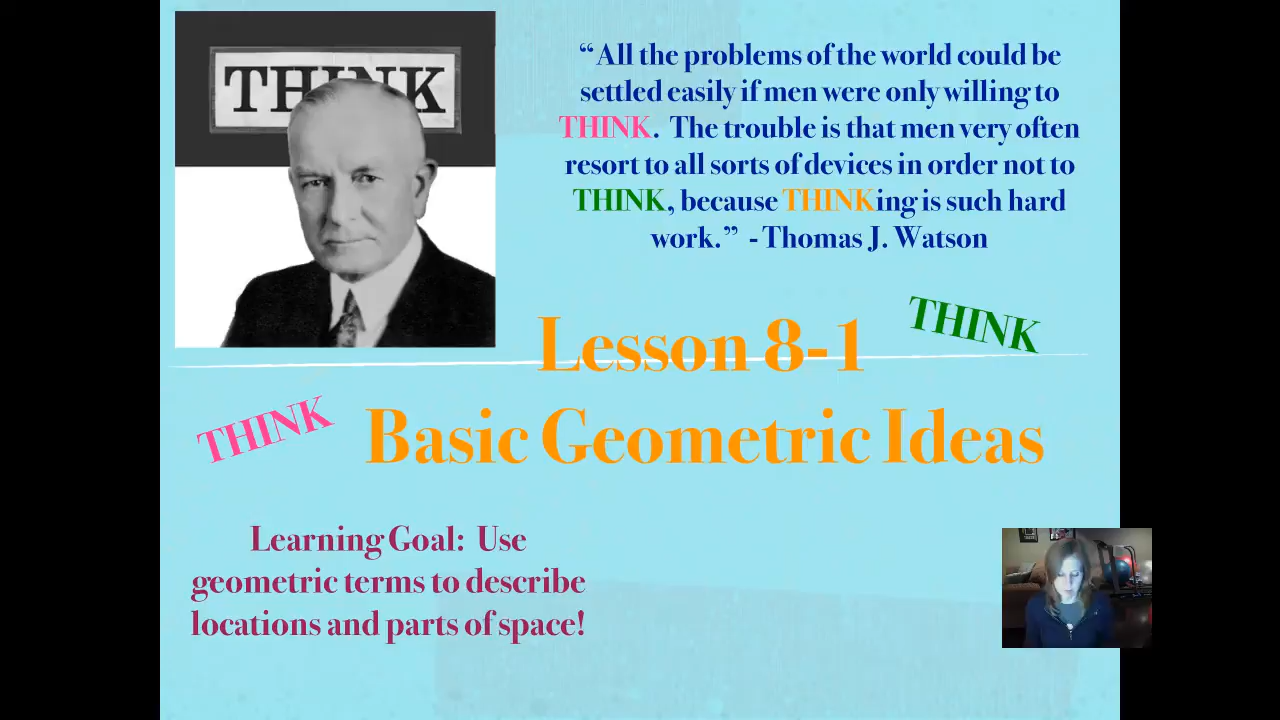 THINK
“All the problems of the world could be
settled easily if men were only willing to
THINK.  The trouble is that men very often
resort to all sorts of devices in order not to
THINK, because THINKing is such hard
work.”  - Thomas J. Watson
THINK
Lesson 8-1
THINK
Basic Geometric Ideas
Learning Goal:  Use
geometric terms to describe
locations and parts of space!